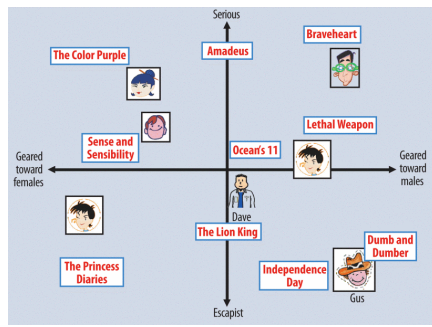 Serious
Braveheart
The Color Purple
Amadeus
Lethal Weapon
Sense and
Sensibility
Ocean's 11
Geared
toward
females
Geared
toward
males
Dave
The Lion King
Dumb and
Dumber
The Princess
Diaries
Independence
Day
Gus
Escapist